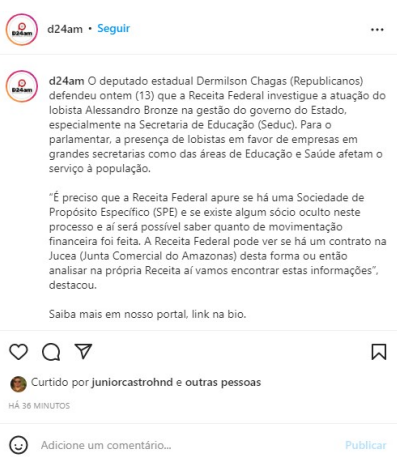 D24am
d24am • Seguir
D24am
d24am O deputado estadual Dermilson Chagas (Republicanos)
defendeu ontem (13) que a Receita Federal investigue a atuação do
lobista Alessandro Bronze na gestão do governo do Estado,
especialmente na Secretaria de Educação (Seduc). Para o
parlamentar, a presença de lobistas em favor de empresas em
grandes secretarias como das áreas de Educação e Saúde afetam o
serviço à população.
“É preciso que a Receita Federal apure se há uma Sociedade de
Propósito Específico (SPE) e se existe algum sócio oculto neste
processo e aí será possível saber quanto de movimentação
financeira foi feita. A Receita Federal pode ver se há um contrato na
Jucea (Junta Comercial do Amazonas) desta forma ou então
analisar na própria Receita aí vamos encontrar estas informações”,
destacou.
Saiba mais em nosso portal, link na bio.
Curtido por juniorcastrohnd e outras pessoas
HÁ 36 MINUTOS
Adicione um comentário... Publicar